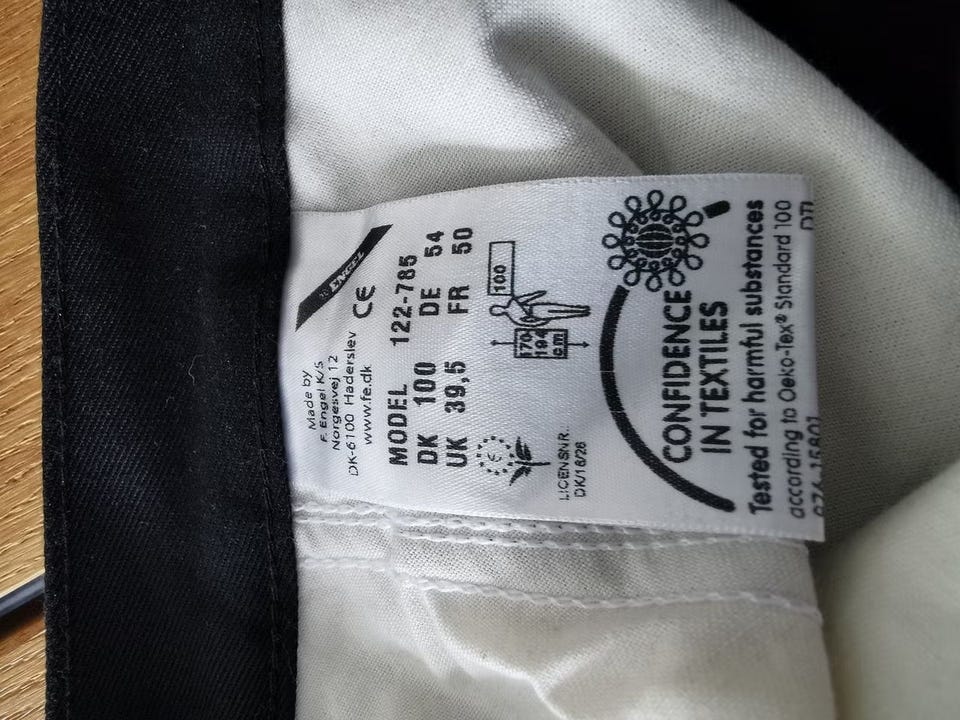 ENGEL
Made by
F. Engel K/S
Norgesvej 12
DK-6100 Haderslev
www.fe.dk
CE
MODEL 122-785
DK 100 DE 54
UK 39,5 FR 50
100
170
194
cm
LICENSNR.
DK/16/26
CONFIDENCE
IN TEXTILES
Tested for harmful substances
according to Oeko-Tex® Standard 100
DTI